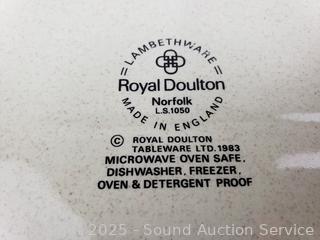 LAMBETHWARE
Royal Doulton
Norfolk
L.S.1050
MADE IN ENGLAND
© ROYAL DOULTON
TABLEWARE LTD. 1983
MICROWAVE OVEN SAFE,
DISHWASHER, FREEZER,
OVEN & DETERGENT PROOF
2025 - Sound Auction Service